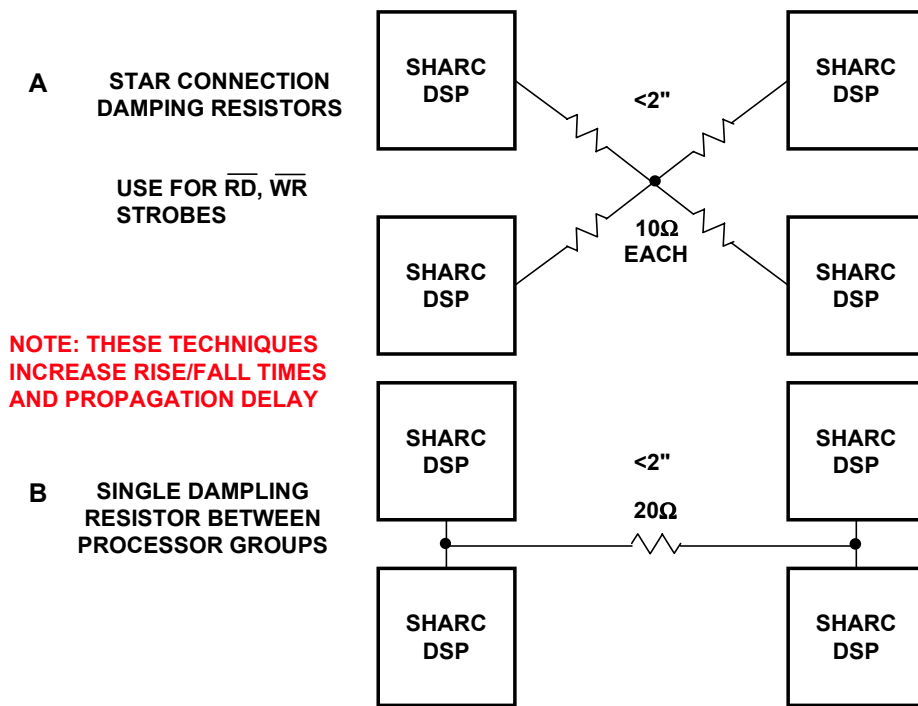 A
STAR CONNECTION
DAMPING RESISTORS
USE FOR R̅D̅, W̅R̅
STROBES
SHARC
DSP
SHARC
DSP
<2"
10Ω
EACH
SHARC
DSP
SHARC
DSP
NOTE: THESE TECHNIQUES
INCREASE RISE/FALL TIMES
AND PROPAGATION DELAY
B
SINGLE DAMPLING
RESISTOR BETWEEN
PROCESSOR GROUPS
SHARC
DSP
SHARC
DSP
<2"
20Ω
SHARC
DSP
SHARC
DSP